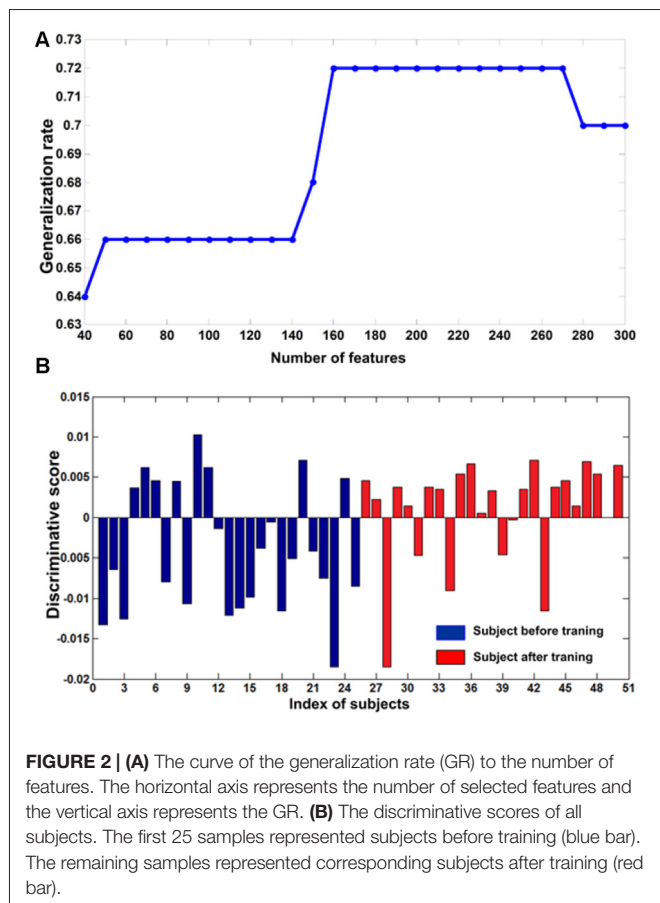 A
0.73
0.72
0.71
0.7
0.69
0.68
0.67
0.66
0.65
0.64
0.63
Generalization rate
40 60 80 100 120 140 160 180 200 220 240 260 280 300
Number of features
B
0.015
0.01
0.005
0
0.005
-0.01
-0.015
-0.02
Discriminative score
Subject before traning
Subject after traning
0 3 6 9 12 15 18 21 24 27 30 33 36 39 42 45 48 51
Index of subjects
FIGURE 2 | (A) The curve of the generalization rate (GR) to the number of
features. The horizontal axis represents the number of selected features and
the vertical axis represents the GR. (B) The discriminative scores of all
subjects. The first 25 samples represented subjects before training (blue bar).
The remaining samples represented corresponding subjects after training (red
bar).